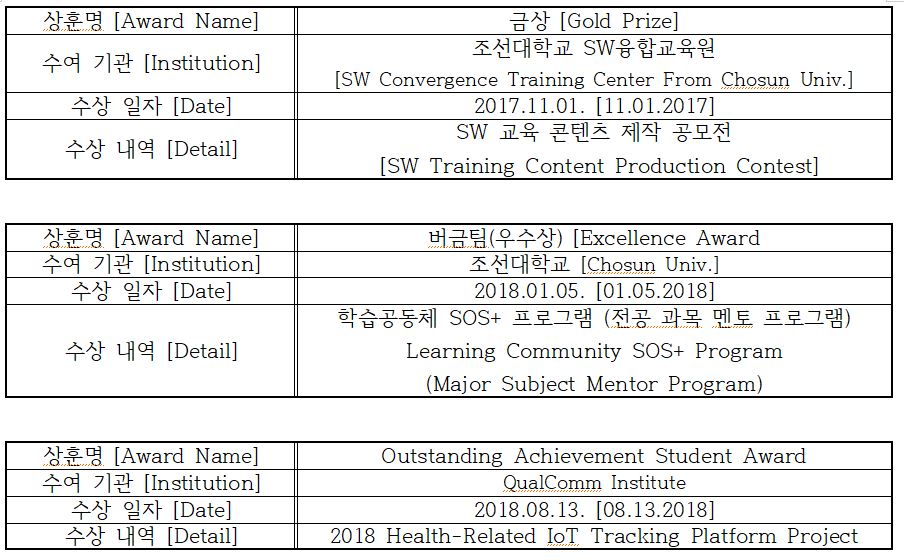 상훈명 [Award Name] 금상 [Gold Prize]
수여 기관 [Institution] 조선대학교 SW융합교육원
[SW Convergence Training Center From Chosun Univ.]
수상 일자 [Date] 2017.11.01. [11.01.2017]
수상 내역 [Detail] SW 교육 콘텐츠 제작 공모전
[SW Training Content Production Contest]
상훈명 [Award Name] 버금팀(우수상) [Excellence Award
수여 기관 [Institution] 조선대학교 [Chosun Univ.]
수상 일자 [Date] 2018.01.05. [01.05.2018]
수상 내역 [Detail] 학습공동체 SOS+ 프로그램 (전공 과목 멘토 프로그램)
Learning Community SOS+ Program
(Major Subject Mentor Program)
상훈명 [Award Name] Outstanding Achievement Student Award
수여 기관 [Institution] QualComm Institute
수상 일자 [Date] 2018.08.13. [08.13.2018]
수상 내역 [Detail] 2018 Health-Related IoT Tracking Platform Project